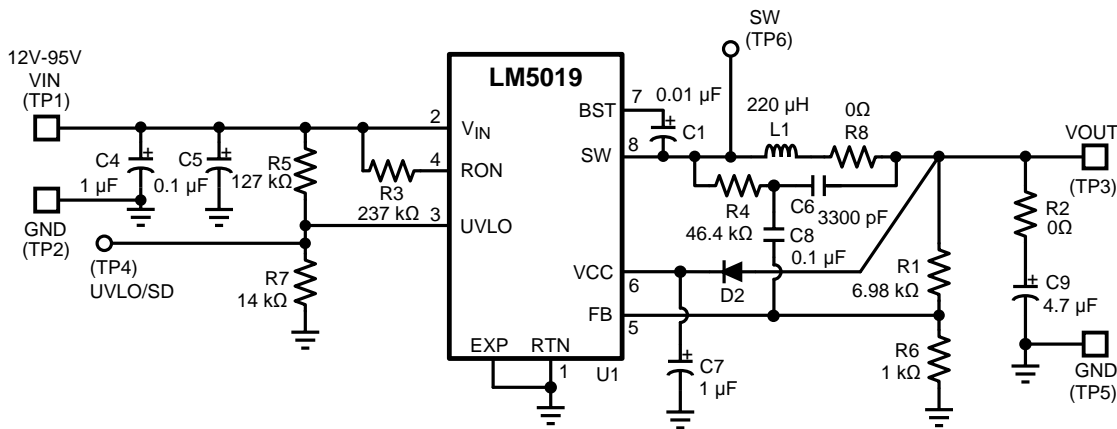 SW
(TP6)
12V-95V
VIN
(TP1)
LM5019
7
0.01 µF
BST
220 µH
0Ω
2
VIN
C1
L1
R8
VOUT
8
SW
4
RON
C4
C5
R5
R3
1 µF
0.1 µF
127 kΩ
237 kΩ
(TP3)
R4
C6
3300 pF
R2
0Ω
46.4 kΩ
C8
0.1 µF
GND
(TP2)
3
UVLO
(TP4)
UVLO/SD
R7
14 kΩ
VCC
6
D2
R1
6.98 kΩ
C9
4.7 µF
FB
5
EXP
RTN
1
U1
C7
1 µF
R6
1 kΩ
GND
(TP5)
+
+
+
+
+